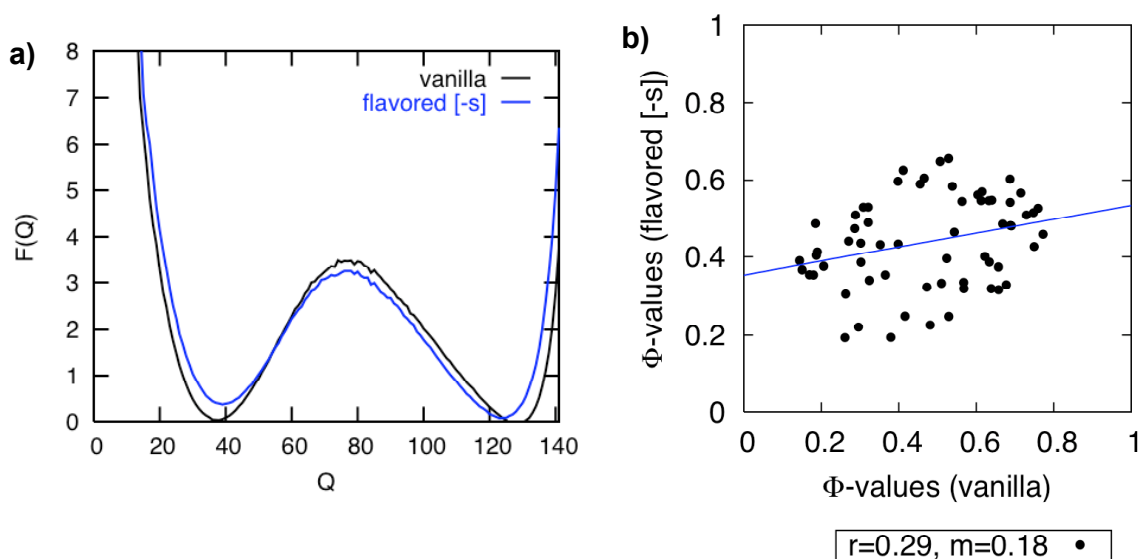 a)
8
7
6
5
4
3
2
1
0
F(Q)
vanilla
flavored [-s]
0 20 40 60 80 100 120 140
Q
b)
1
0.8
0.6
0.4
0.2
0
Φ-values (flavored [-s])
0 0.2 0.4 0.6 0.8 1
Φ-values (vanilla)
r=0.29, m=0.18